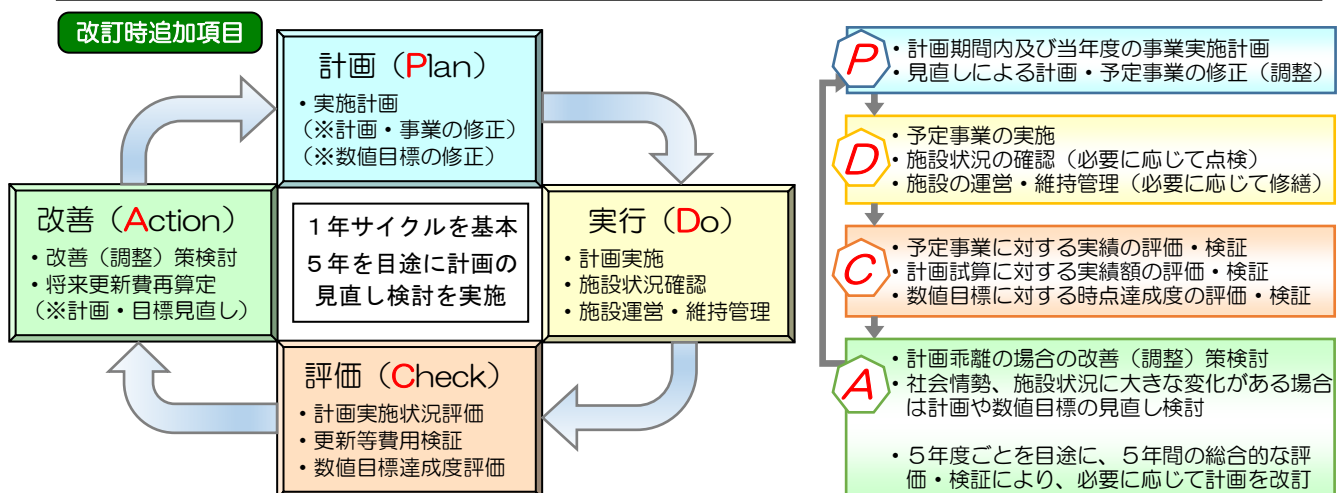 改訂時追加項目
計画（Plan）
・実施計画
（※計画・事業の修正）
（※数値目標の修正）
改善（Action）
・改善（調整）策検討
・将来更新費再算定
（※計画・目標見直し）
１年サイクルを基本
５年を目途に計画の
見直し検討を実施
実行（Do）
・計画実施
・施設状況確認
・施設運営・維持管理
評価（Check）
・計画実施状況評価
・更新等費用検証
・数値目標達成度評価
P
・計画期間内及び当年度の事業実施計画
・見直しによる計画・予定事業の修正（調整）
D
・予定事業の実施
・施設状況の確認（必要に応じて点検）
・施設の運営・維持管理（必要に応じて修繕）
C
・予定事業に対する実績の評価・検証
・計画試算に対する実績額の評価・検証
・数値目標に対する時点達成度の評価・検証
A
・計画乖離の場合の改善（調整）策検討
・社会情勢、施設状況に大きな変化がある場合
は計画や数値目標の見直し検討
・５年度ごとを目途に、５年間の総合的な評
価・検証により、必要に応じて計画を改訂